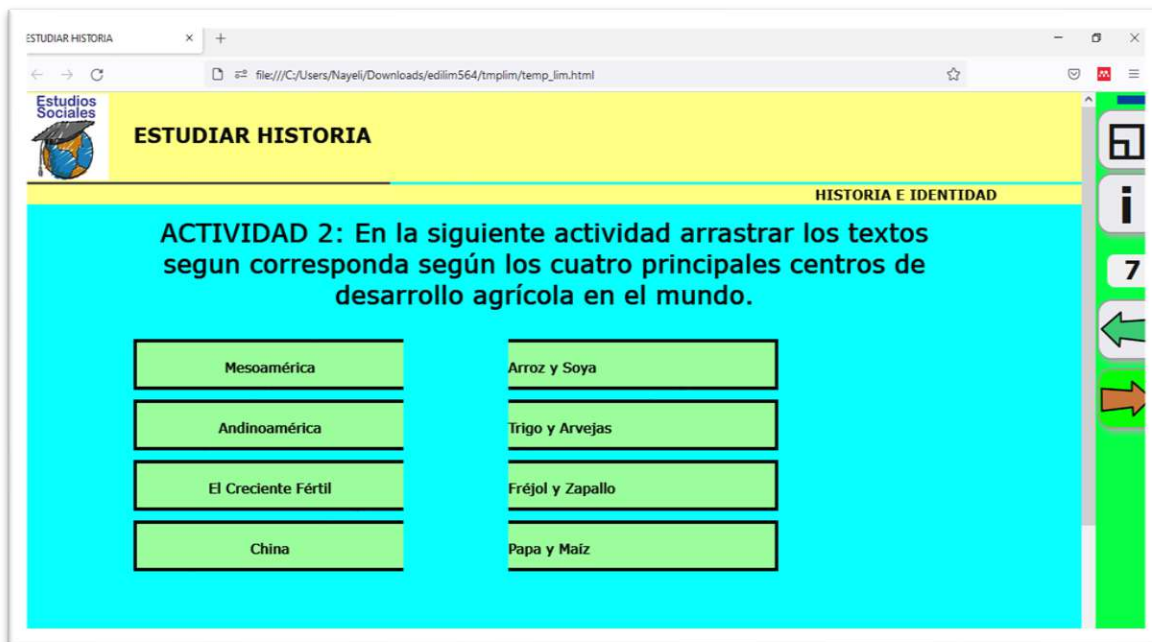 ESTUDIAR HISTORIA
file:///C:/Users/Nayeli/Downloads/edilim564/tmplim/temp_lim.html
Estudios
Sociales
ESTUDIAR HISTORIA
HISTORIA E IDENTIDAD
ACTIVIDAD 2: En la siguiente actividad arrastrar los textos
segun corresponda según los cuatro principales centros de
desarrollo agrícola en el mundo.
Mesoamérica
Arroz y Soya
Andinoamérica
Trigo y Arvejas
El Creciente Fértil
Fréjol y Zapallo
China
Papa y Maíz
i
7